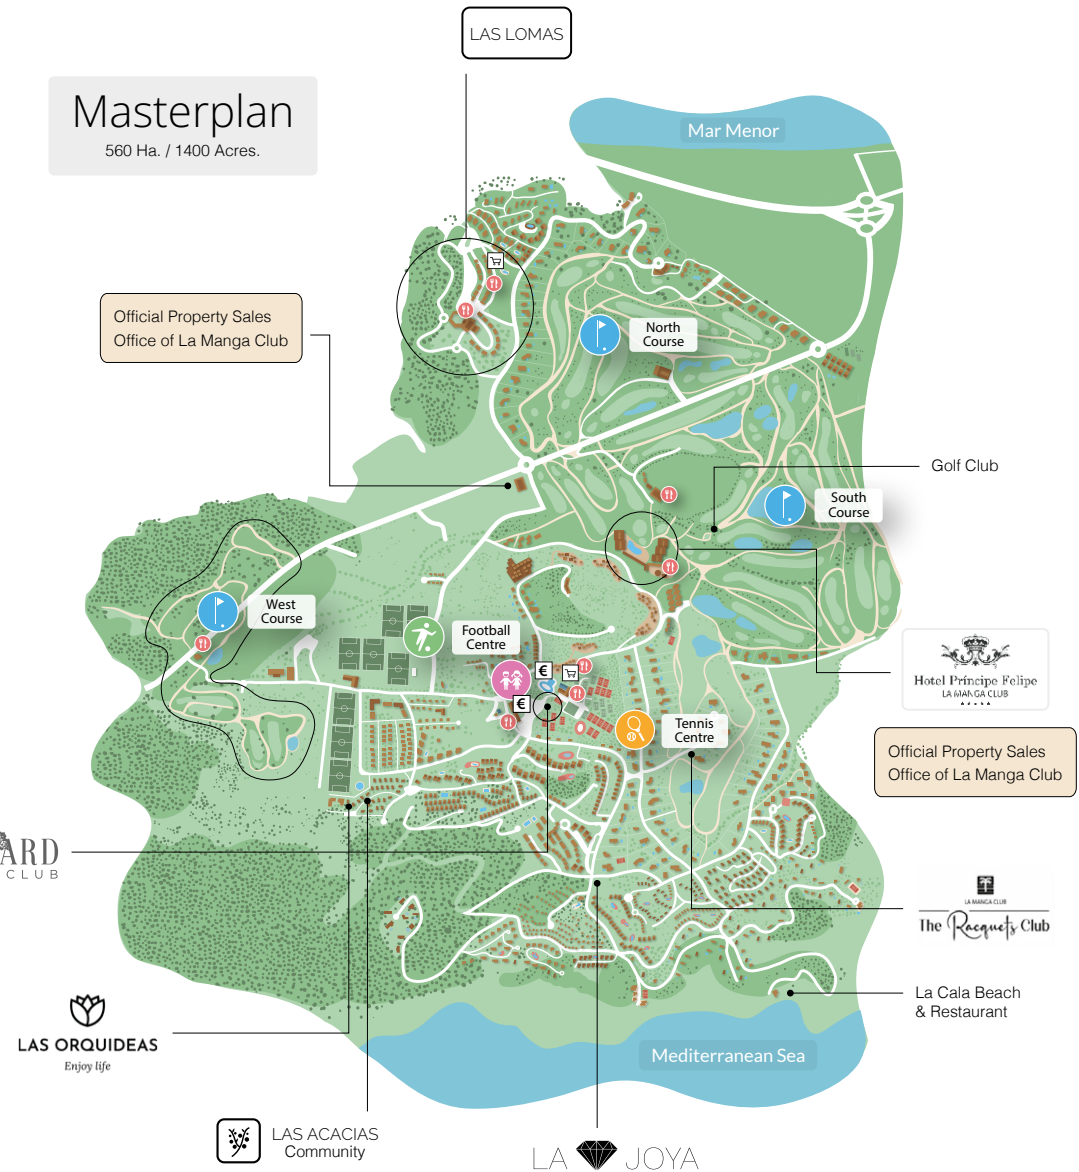 LAS LOMAS
Masterplan
560 Ha. / 1400 Acres.
Mar Menor
Official Property Sales
Office of La Manga Club
North
Course
Golf Club
South
Course
West
Course
Football
Centre
€
€
Hotel Príncipe Felipe
LA MANGA CLUB
Tennis
Centre
Official Property Sales
Office of La Manga Club
ARD
CLUB
LA MANGA CLUB
The Racquets Club
La Cala Beach
& Restaurant
LAS ORQUIDEAS
Enjoy life
Mediterranean Sea
LAS ACACIAS
Community
LA JOYA